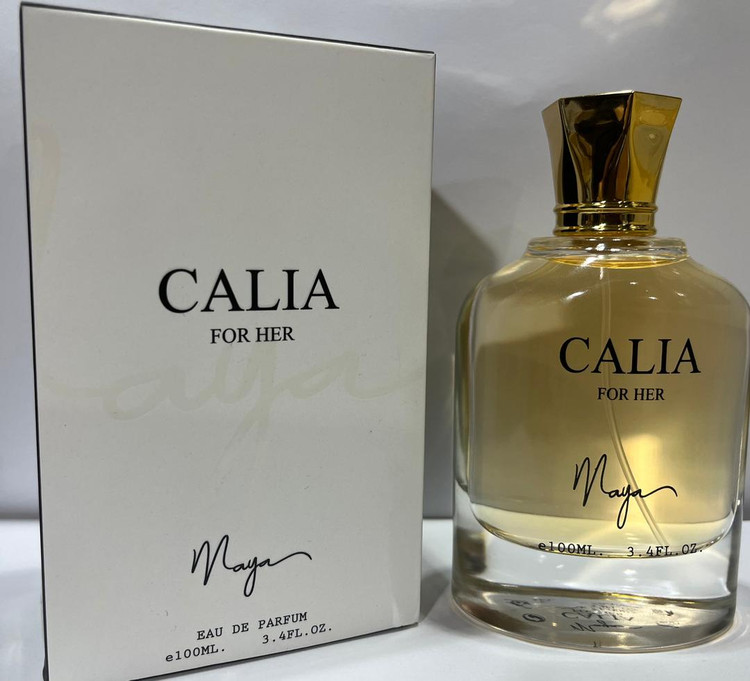 CALIA
FOR HER
Maya
EAU DE PARFUM
e100ML. 3.4FL.OZ.
CALIA
FOR HER
Maya
e100ML. 3.4FL.OZ.